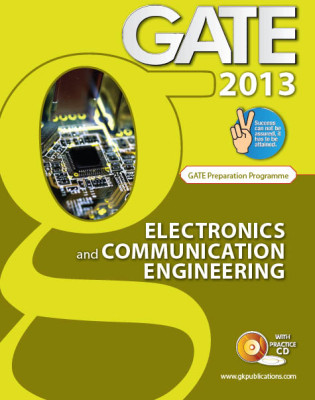 GATE
2013
Success
can not be
assured, it
has to be
attained.
GATE Preparation Programme
ELECTRONICS
and COMMUNICATION
ENGINEERING
WITH
PRACTICE
CD
www.gkpublications.com